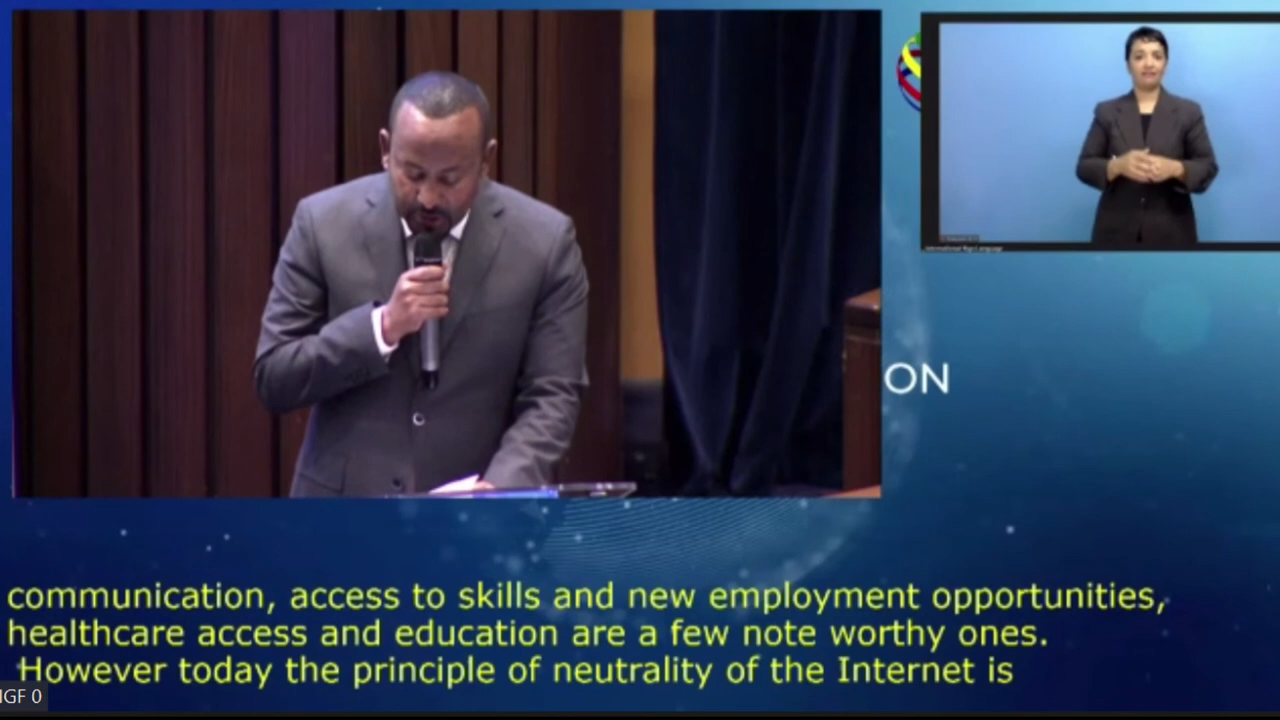 ON
communication, access to skills and new employment opportunities,
healthcare access and education are a few note worthy ones.
However today the principle of neutrality of the Internet is
IGF 0